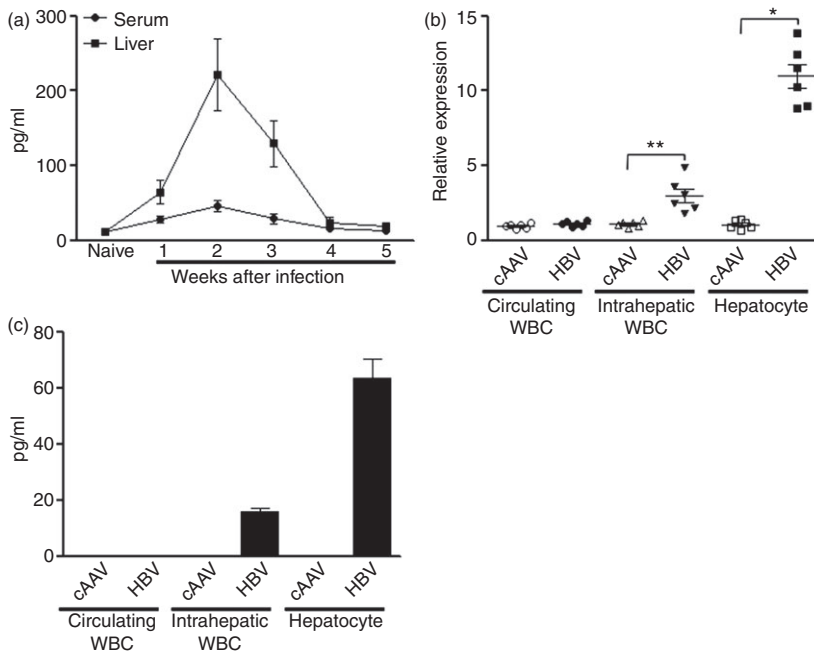 (a)
Serum
Liver
300
200
100
0
pg/ml
Naive 1 2 3 4 5
Weeks after infection
(b)
*
**
15
10
5
0
Relative expression
cAAV HBV cAAV HBV cAAV HBV
Circulating WBC
Intrahepatic WBC
Hepatocyte
(c)
80
60
40
20
0
pg/ml
cAAV HBV cAAV HBV cAAV HBV
Circulating WBC
Intrahepatic WBC
Hepatocyte